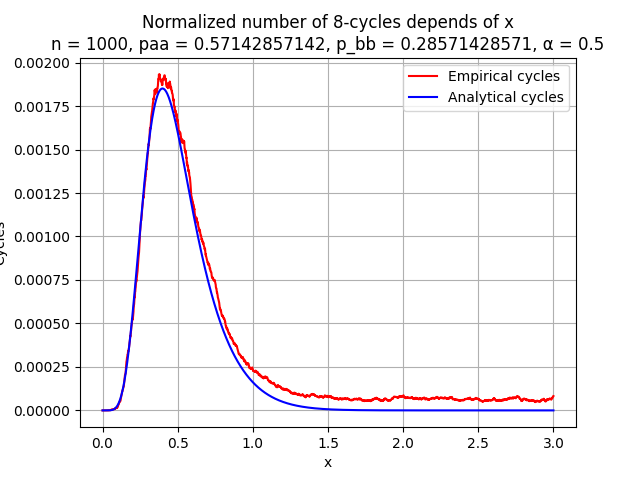 Normalized number of 8-cycles depends of x
n = 1000, paa = 0.57142857142, p_bb = 0.28571428571, α = 0.5
Empirical cycles
Analytical cycles
0.00200
0.00175
0.00150
0.00125
0.00100
0.00075
0.00050
0.00025
0.00000
Cycles
0.0 0.5 1.0 1.5 2.0 2.5 3.0
x